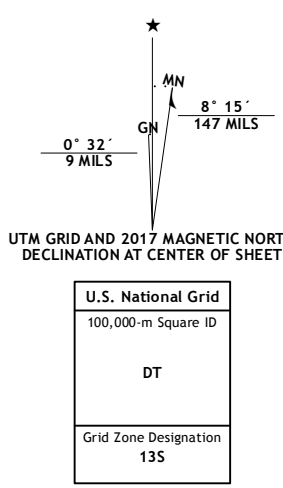 ★
MN
GN
8° 15´
147 MILS
0° 32´
9 MILS
UTM GRID AND 2017 MAGNETIC NORT
DECLINATION AT CENTER OF SHEET
U.S. National Grid
100,000-m Square ID
DT
Grid Zone Designation
13S